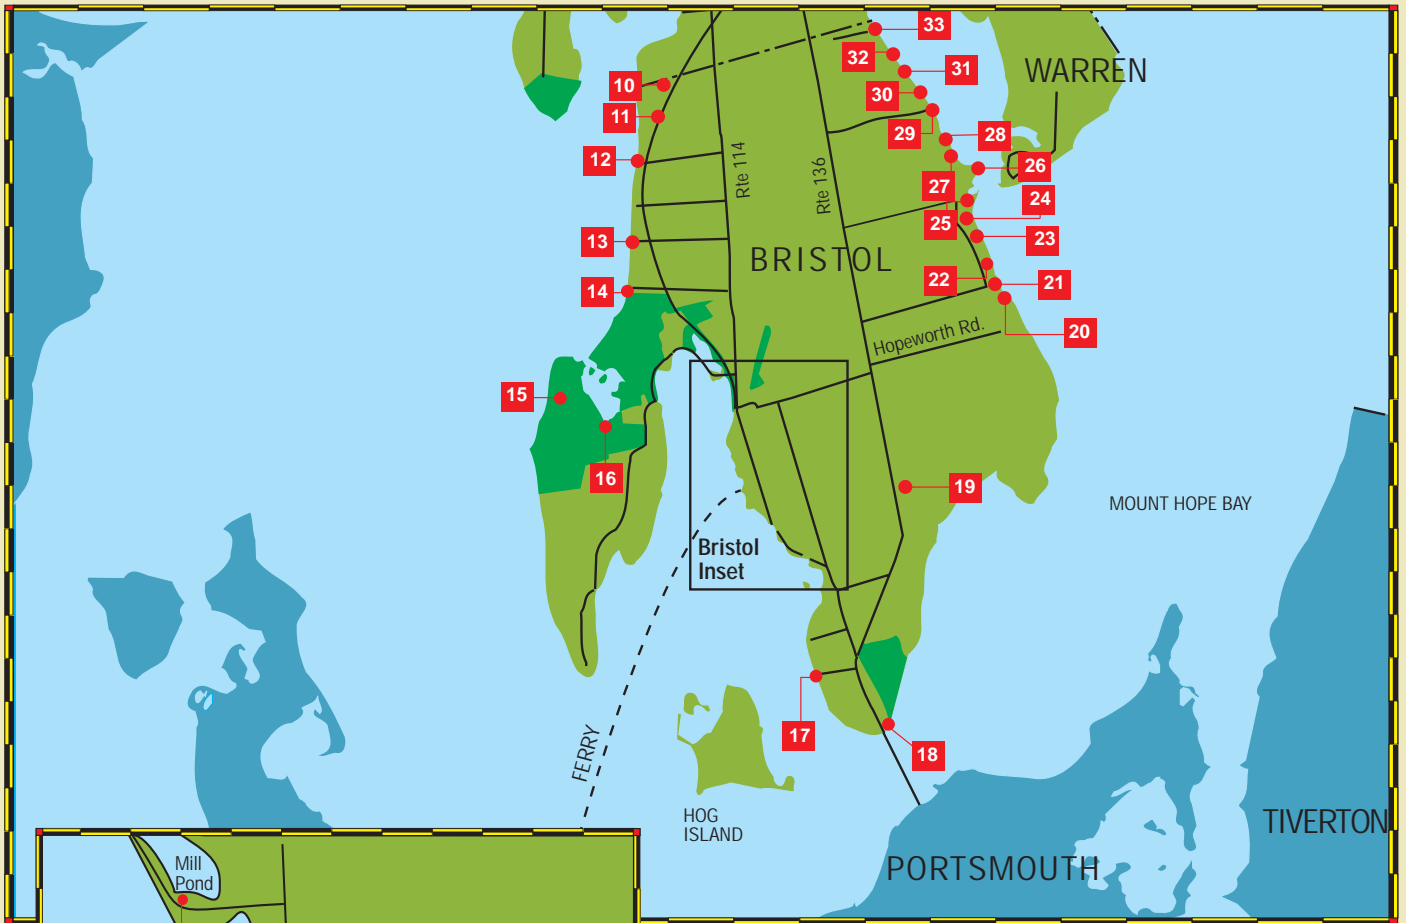 33
32
31
WARREN
10
30
11
29
28
12
Rte 114
Rte 136
26
27
24
25
13
23
BRISTOL
22
21
14
20
Hopeworth Rd.
15
16
19
MOUNT HOPE BAY
Bristol
Inset
17
18
FERRY
HOG
ISLAND
TIVERTON
PORTSMOUTH
Mill
Pond